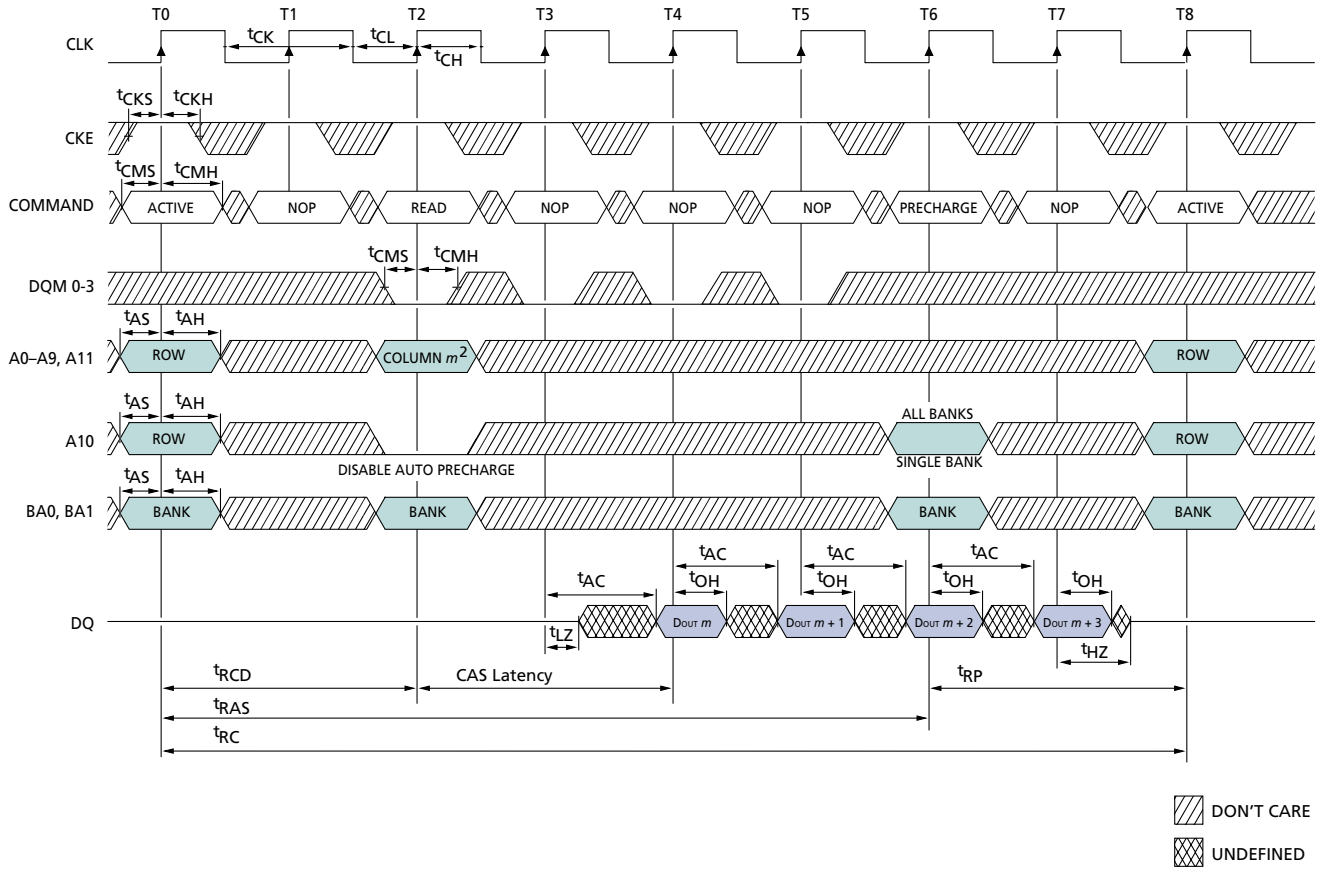 T0 T1 T2 T3 T4 T5 T6 T7 T8
CLK tCK tCL tCH
tCKS tCKH
CKE
tCMS tCMH
COMMAND ACTIVE NOP READ NOP NOP NOP PRECHARGE NOP ACTIVE
tCMS tCMH
DQM 0-3
tAS tAH
A0–A9, A11 ROW COLUMN m2 ROW
tAS tAH ALL BANKS
A10 ROW ROW
DISABLE AUTO PRECHARGE SINGLE BANK
tAS tAH
BA0, BA1 BANK BANK BANK BANK
tAC tAC tAC
tAC tOH tOH tOH tOH
DQ DOUT m DOUT m + 1 DOUT m + 2 DOUT m + 3
tLZ tHZ
tRCD CAS Latency tRP
tRAS
tRC
DON'T CARE
UNDEFINED